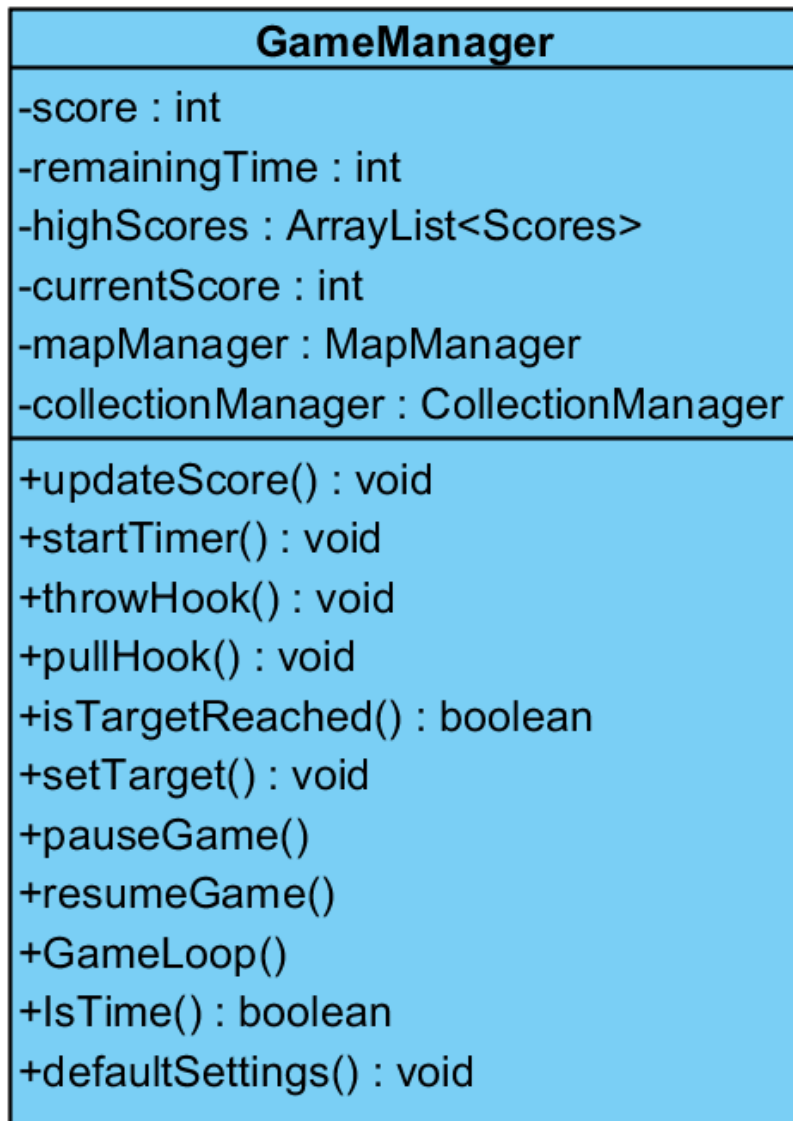 GameManager
-score : int
-remainingTime : int
-highScores : ArrayList<Scores>
-currentScore : int
-mapManager : MapManager
-collectionManager : CollectionManager
+updateScore() : void
+startTimer() : void
+throwHook() : void
+pullHook() : void
+isTargetReached() : boolean
+setTarget() : void
+pauseGame()
+resumeGame()
+GameLoop()
+IsTime() : boolean
+defaultSettings() : void